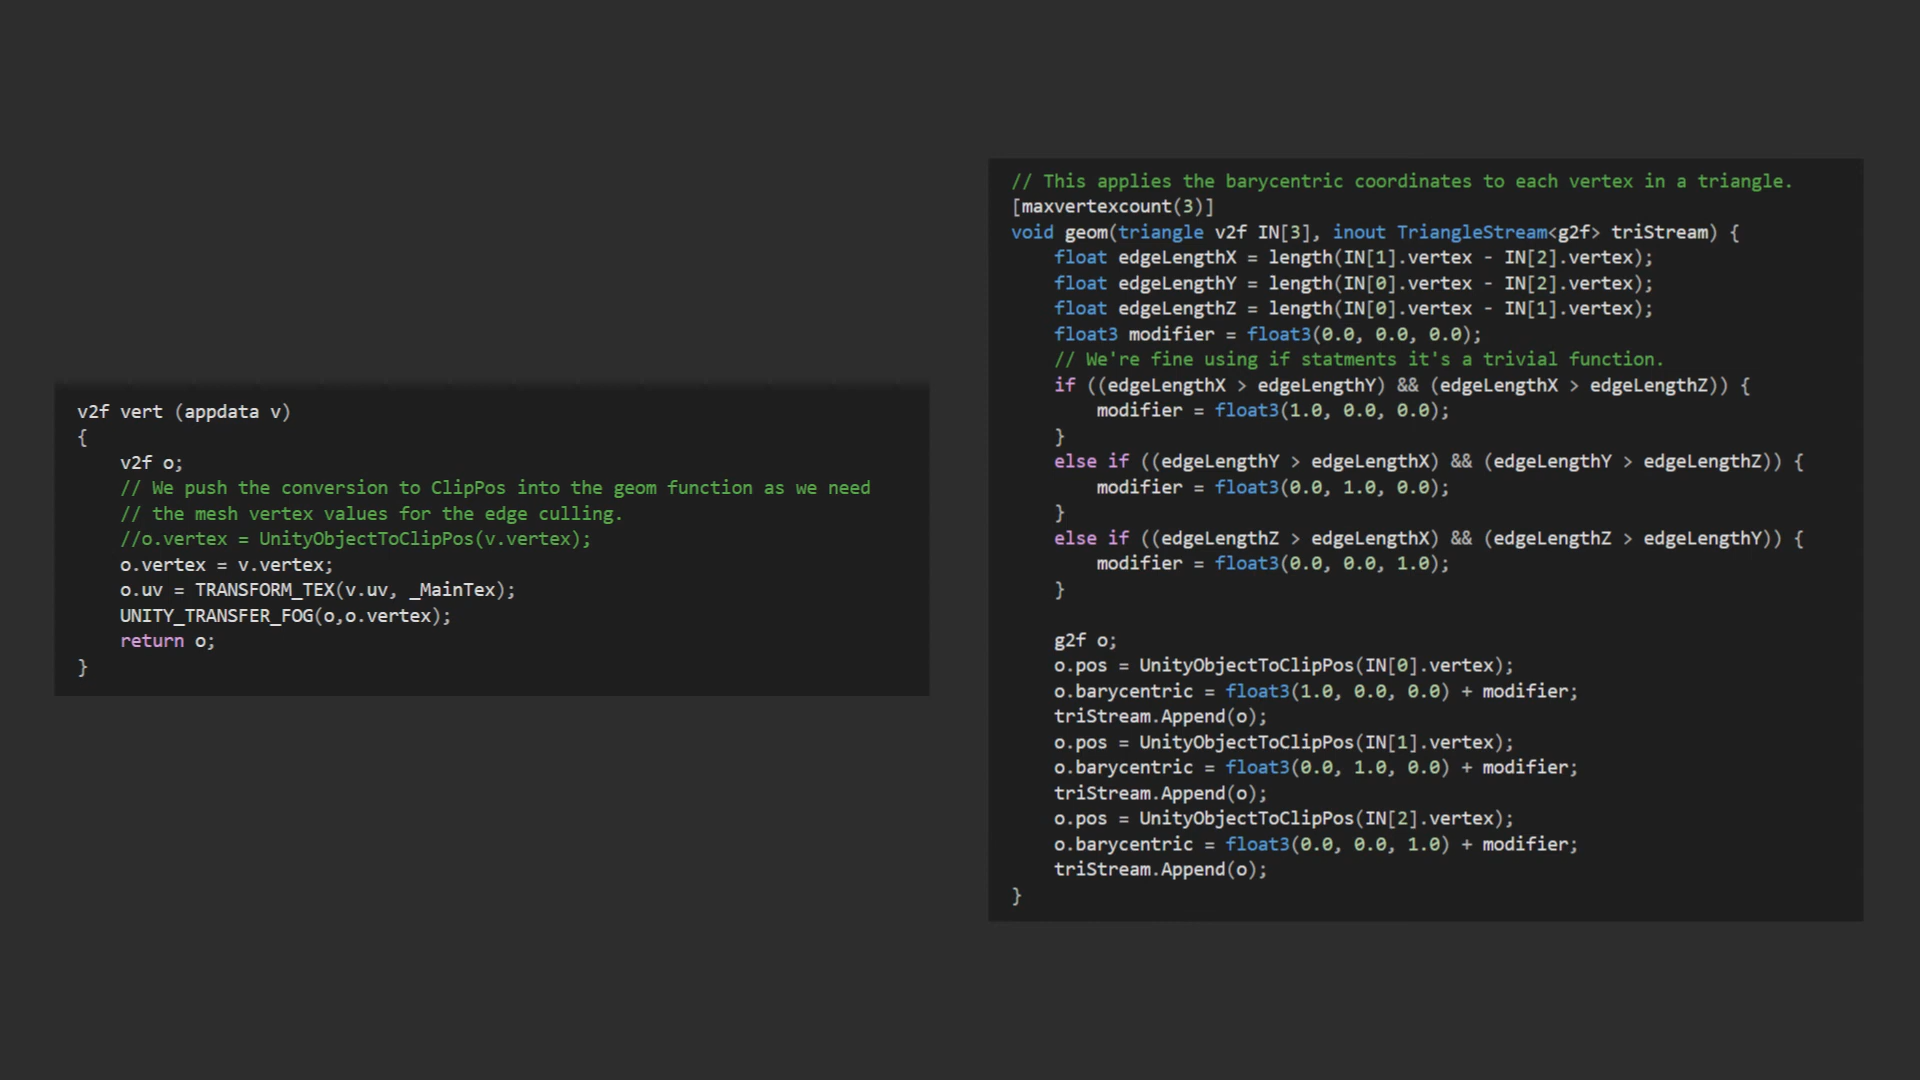 v2f vert (appdata v)
{
    v2f o;
    // We push the conversion to ClipPos into the geom function as we need
    // the mesh vertex values for the edge culling.
    //o.vertex = UnityObjectToClipPos(v.vertex);
    o.vertex = v.vertex;
    o.uv = TRANSFORM_TEX(v.uv, _MainTex);
    UNITY_TRANSFER_FOG(o,o.vertex);
    return o;
}
// This applies the barycentric coordinates to each vertex in a triangle.
[maxvertexcount(3)]
void geom(triangle v2f IN[3], inout TriangleStream<g2f> triStream) {
    float edgeLengthX = length(IN[1].vertex - IN[2].vertex);
    float edgeLengthY = length(IN[0].vertex - IN[2].vertex);
    float edgeLengthZ = length(IN[0].vertex - IN[1].vertex);
    float3 modifier = float3(0.0, 0.0, 0.0);
    // We're fine using if statments it's a trivial function.
    if ((edgeLengthX > edgeLengthY) && (edgeLengthX > edgeLengthZ)) {
        modifier = float3(1.0, 0.0, 0.0);
    }
    else if ((edgeLengthY > edgeLengthX) && (edgeLengthY > edgeLengthZ)) {
        modifier = float3(0.0, 1.0, 0.0);
    }
    else if ((edgeLengthZ > edgeLengthX) && (edgeLengthZ > edgeLengthY)) {
        modifier = float3(0.0, 0.0, 1.0);
    }
    g2f o;
    o.pos = UnityObjectToClipPos(IN[0].vertex);
    o.barycentric = float3(1.0, 0.0, 0.0) + modifier;
    triStream.Append(o);
    o.pos = UnityObjectToClipPos(IN[1].vertex);
    o.barycentric = float3(0.0, 1.0, 0.0) + modifier;
    triStream.Append(o);
    o.pos = UnityObjectToClipPos(IN[2].vertex);
    o.barycentric = float3(0.0, 0.0, 1.0) + modifier;
    triStream.Append(o);
}